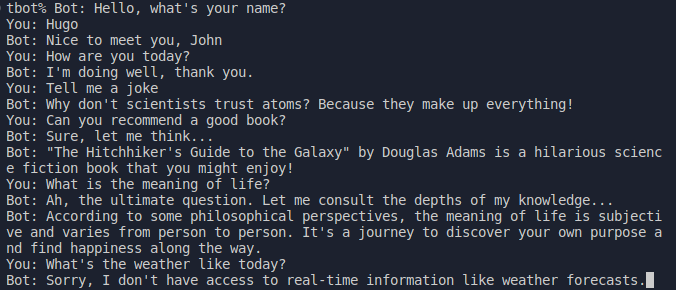 tbot% Bot: Hello, what's your name?
You: Hugo
Bot: Nice to meet you, John
You: How are you today?
Bot: I'm doing well, thank you.
You: Tell me a joke
Bot: Why don't scientists trust atoms? Because they make up everything!
You: Can you recommend a good book?
Bot: Sure, let me think...
Bot: "The Hitchhiker's Guide to the Galaxy" by Douglas Adams is a hilarious scienc
e fiction book that you might enjoy!
You: What is the meaning of life?
Bot: Ah, the ultimate question. Let me consult the depths of my knowledge...
Bot: According to some philosophical perspectives, the meaning of life is subjecti
ve and varies from person to person. It's a journey to discover your own purpose a
nd find happiness along the way.
You: What's the weather like today?
Bot: Sorry, I don't have access to real-time information like weather forecasts.